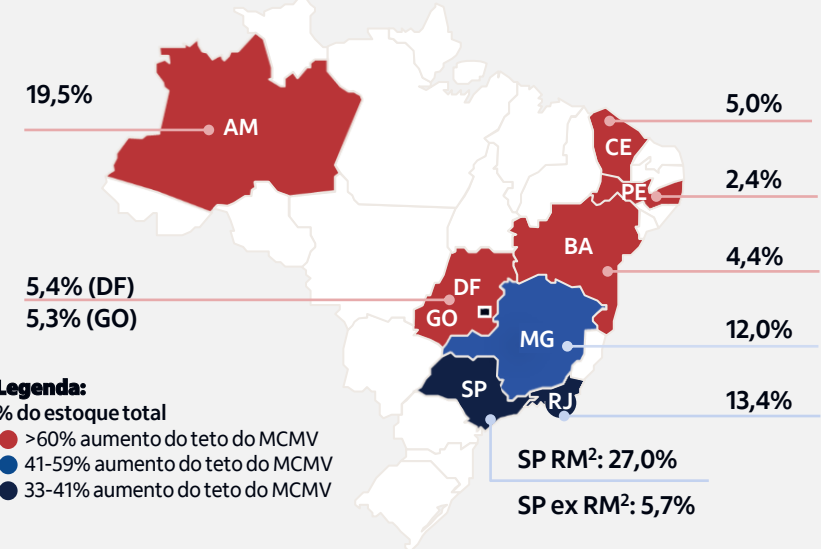 19,5%
AM
5,0%
CE
2,4%
PE
BA
4,4%
5,4% (DF)
5,3% (GO)
DF
GO
MG
12,0%
SP
RJ
13,4%
SP RM²: 27,0%
SP ex RM²: 5,7%
Legenda:
% do estoque total
>60% aumento do teto do MCMV
41-59% aumento do teto do MCMV
33-41% aumento do teto do MCMV